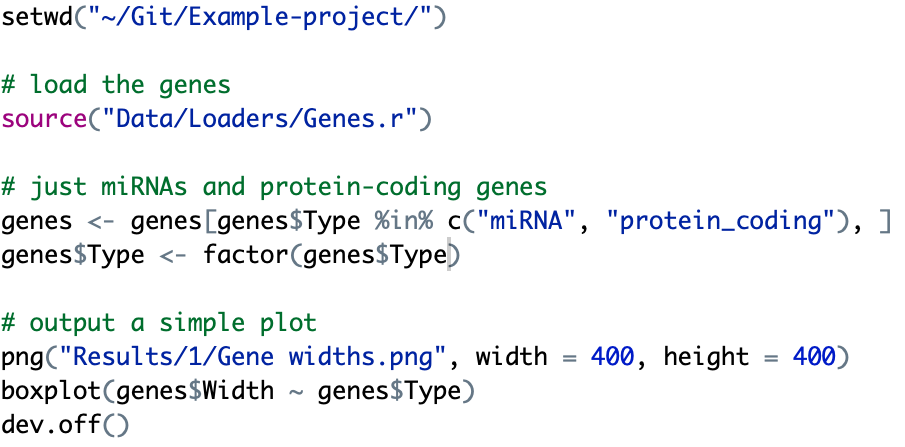 setwd("~/Git/Example-project/")
# load the genes
source("Data/Loaders/Genes.r")
# just miRNAs and protein-coding genes
genes <- genes[genes$Type %in% c("miRNA", "protein_coding"), ]
genes$Type <- factor(genes$Type)
# output a simple plot
png("Results/1/Gene widths.png", width = 400, height = 400)
boxplot(genes$Width ~ genes$Type)
dev.off()